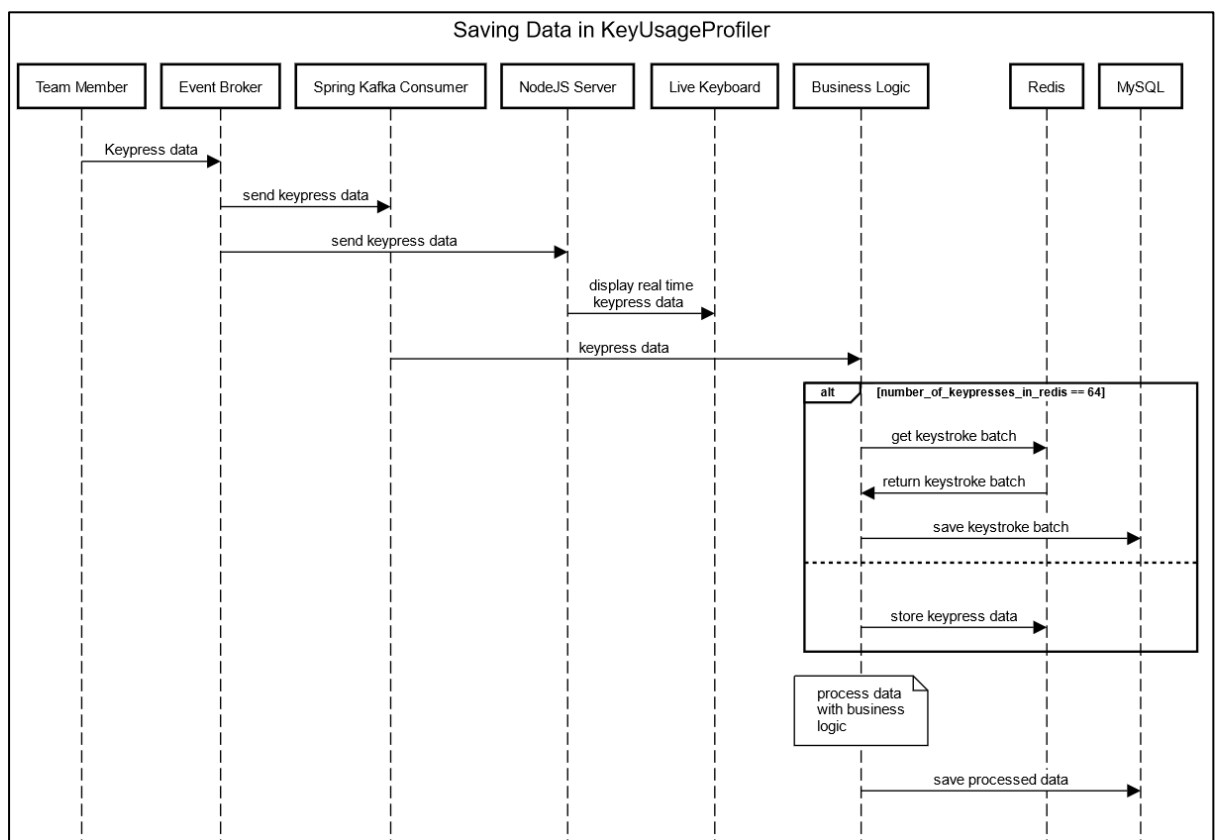 Saving Data in KeyUsageProfiler
Team Member
Event Broker
Spring Kafka Consumer
NodeJS Server
Live Keyboard
Business Logic
Redis
MySQL
Keypress data
send keypress data
send keypress data
display real time
keypress data
keypress data
alt
[number_of_keypresses_in_redis == 64]
get keystroke batch
return keystroke batch
save keystroke batch
store keypress data
process data
with business
logic
save processed data